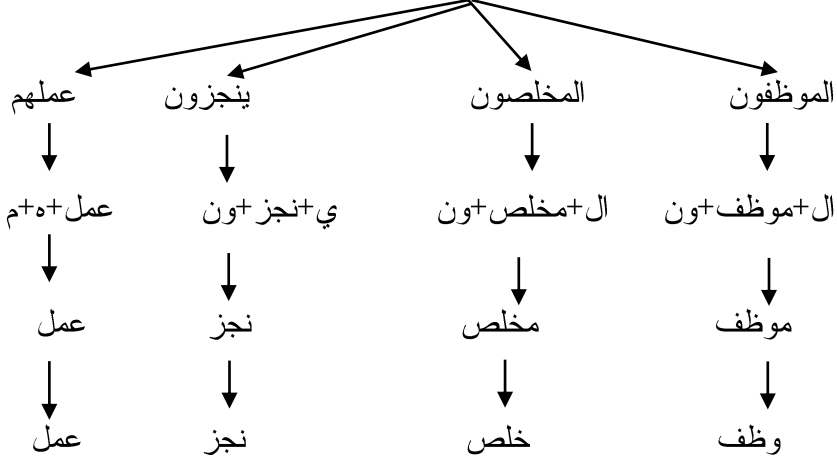 الموظفون المخلصون ينجزون عملهم
ال+موظف+ون ال+مخلص+ون ي+نجز+ون عمل+ه+م
موظف مخلص نجز عمل
وظف خلص نجز عمل